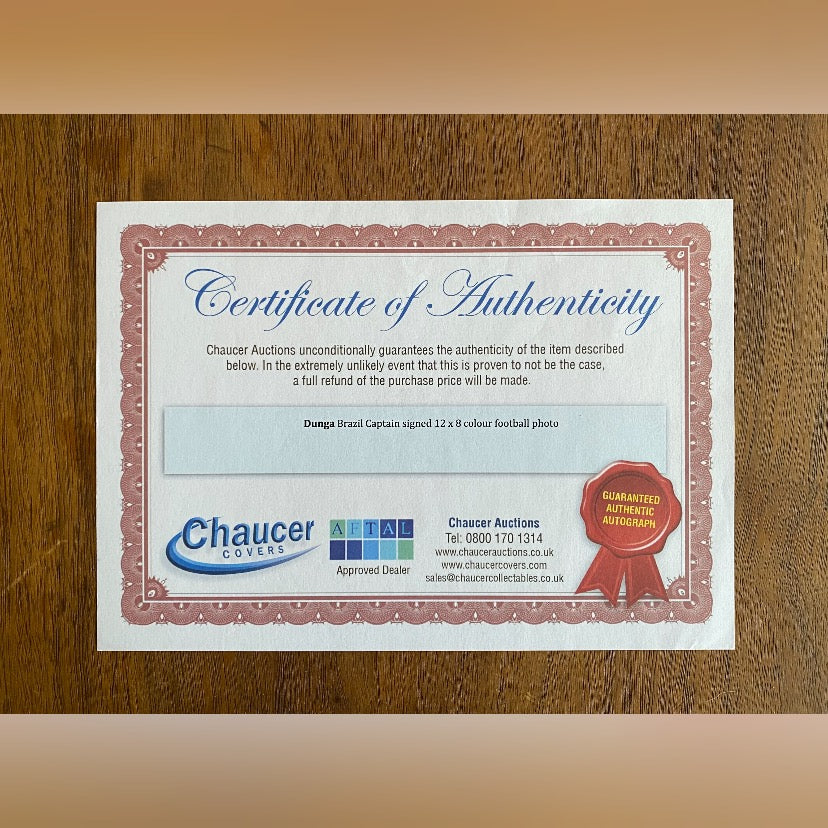 Certificate of Authenticity
Chaucer Auctions unconditionally guarantees the authenticity of the item described
below. In the extremely unlikely event that this is proven to not be the case,
a full refund of the purchase price will be made.
Dunga Brazil Captain signed 12 x 8 colour football photo
GUARANTEED
AUTHENTIC
AUTOGRAPH
Chaucer
COVERS
AFTAL
Approved Dealer
Chaucer Auctions
Tel: 0800 170 1314
www.chaucerauctions.co.uk
www.chaucercovers.com
sales@chaucercollectables.co.uk